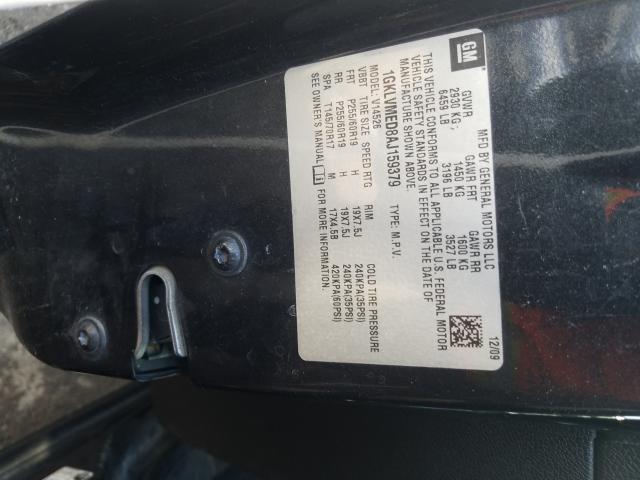 GM
MFD BY GENERAL MOTORS LLC 12/09
GVWR GAWR FRT GAWR RR
2930 KG; 1450 KG 1600 KG
6459 LB 3196 LB 3527 LB
THIS VEHICLE CONFORMS TO ALL APPLICABLE U.S. FEDERAL MOTOR
VEHICLE SAFETY STANDARDS IN EFFECT ON THE DATE OF
MANUFACTURE SHOWN ABOVE.
1GKLVMED8AJ159379 TYPE: M.P.V.
MODEL: V14526
VBBT TIRE SIZE SPEED RTG RIM COLD TIRE PRESSURE
FRT P255/60R19 H 19X7.5J 240KPA(35PSI)
RR P255/60R19 H 19X7.5J 240KPA(35PSI)
SPA T145/70R17 M 17X4.5B 420KPA(60PSI)
SEE OWNER'S MANUAL i FOR MORE INFORMATION.